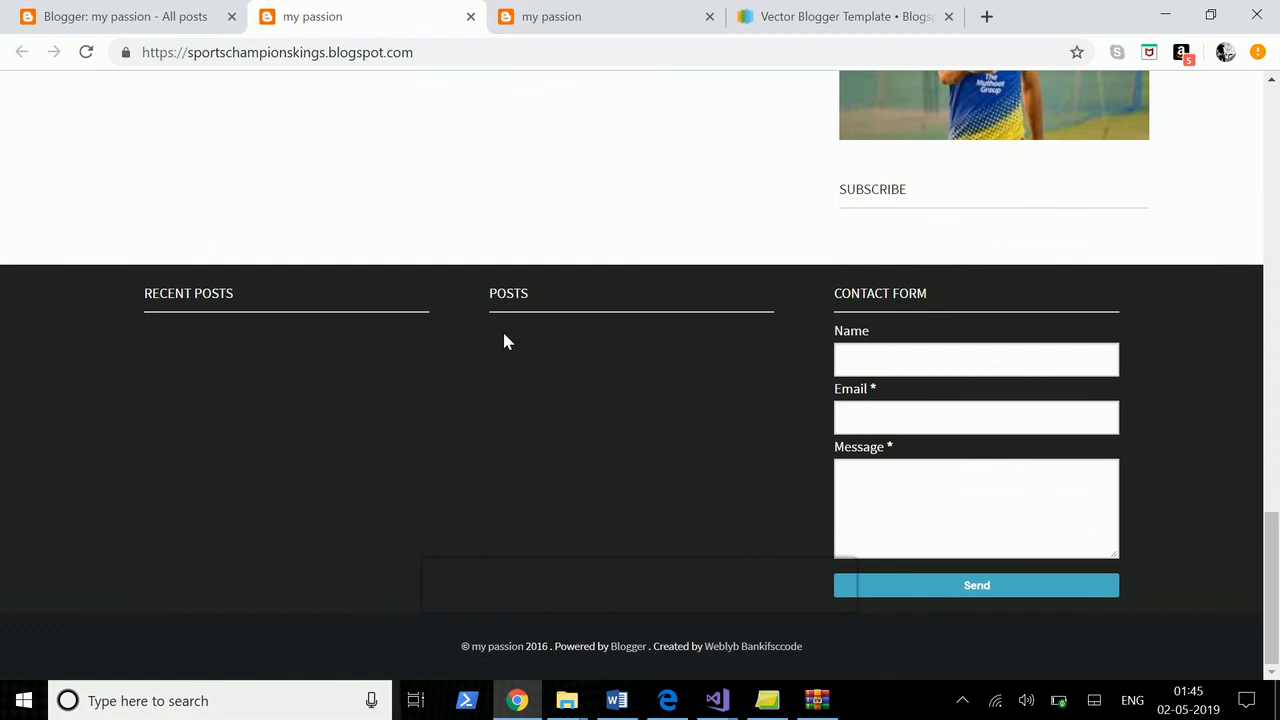 Blogger: my passion - All posts
my passion
my passion
Vector Blogger Template • Blogs
https://sportschampionskings.blogspot.com
5
The
Muthoot
Group
SUBSCRIBE
RECENT POSTS
POSTS
CONTACT FORM
Name
Email *
Message *
Send
© my passion 2016 . Powered by Blogger . Created by Weblyb Bankifsccode
Type here to search
ENG
01:45
02-05-2019